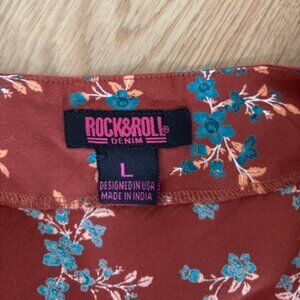 ROCK&ROLL®
DENIM
L
DESIGNED IN USA
MADE IN INDIA